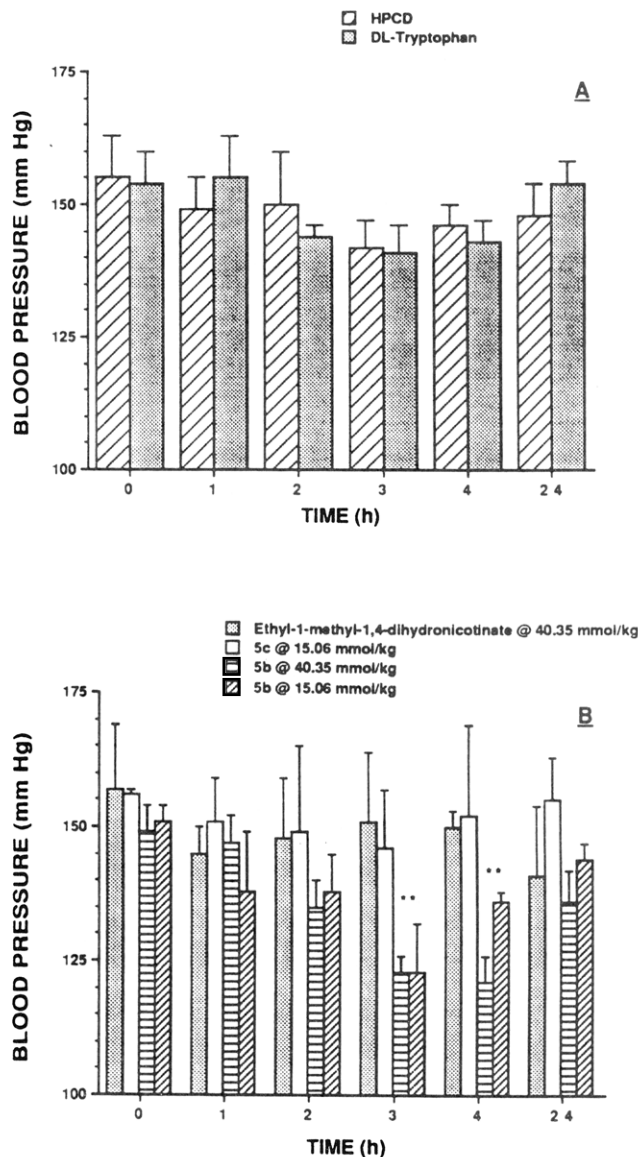 HPCD
DL-Tryptophan
175
A
150
125
100
BLOOD PRESSURE (mm Hg)
0 1 2 3 4 2 4
TIME (h)
Ethyl-1-methyl-1,4-dihydronicotinate @ 40.35 mmol/kg
5c @ 15.06 mmol/kg
5b @ 40.35 mmol/kg
5b @ 15.06 mmol/kg
175
B
150
125
100
BLOOD PRESSURE (mm Hg)
** **
0 1 2 3 4 2 4
TIME (h)